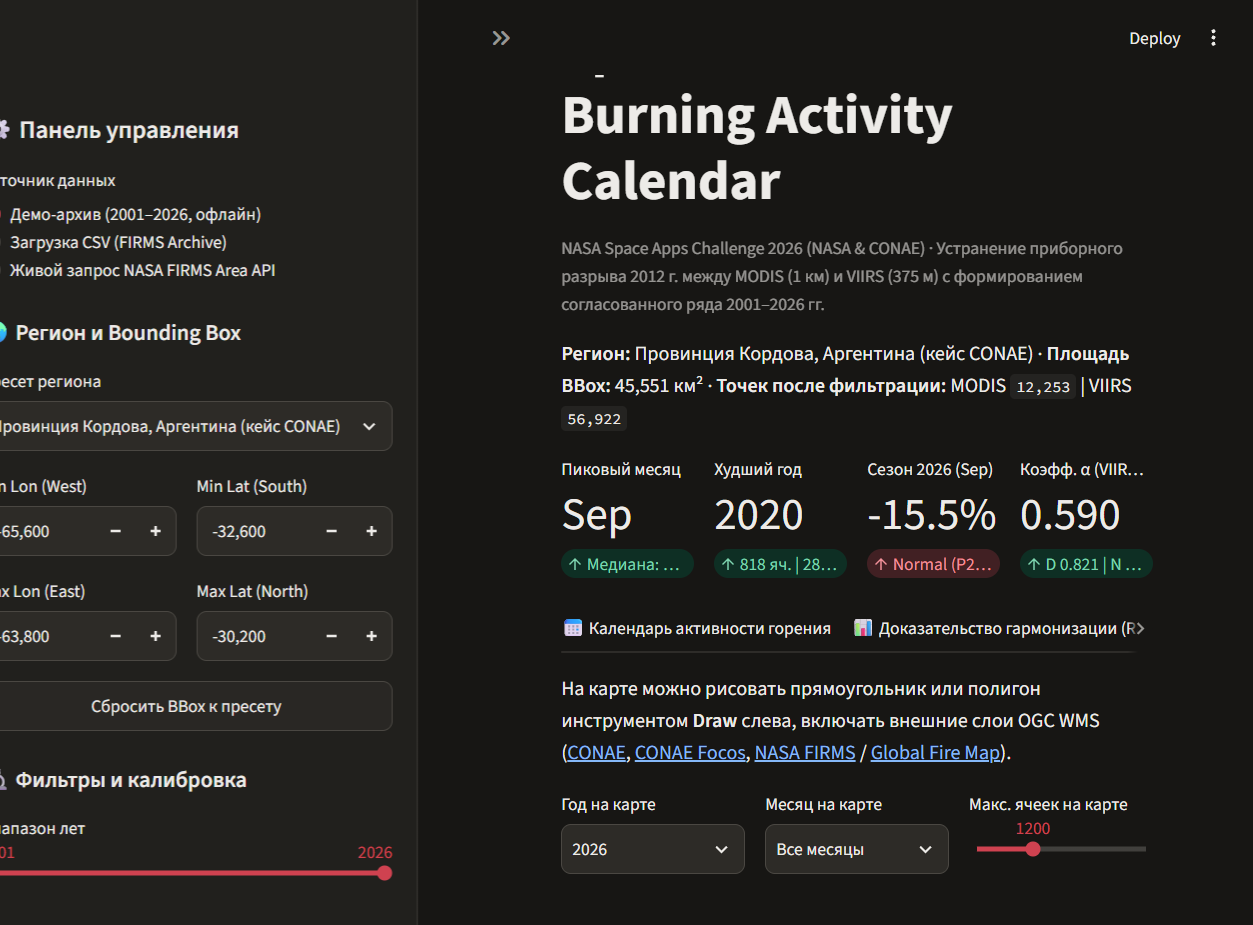 Deploy
Панель управления
точник данных
Демо-архив (2001–2026, офлайн)
Загрузка CSV (FIRMS Archive)
Живой запрос NASA FIRMS Area API
Регион и Bounding Box
ресет региона
Провинция Кордова, Аргентина (кейс CONAE)
n Lon (West)
Min Lat (South)
-65,600
-32,600
x Lon (East)
Max Lat (North)
-63,800
-30,200
Сбросить BBox к пресету
Фильтры и калибровка
апазон лет
01
2026
Burning Activity
Calendar
NASA Space Apps Challenge 2026 (NASA & CONAE) · Устранение приборного
разрыва 2012 г. между MODIS (1 км) и VIIRS (375 м) с формированием
согласованного ряда 2001–2026 гг.
Регион: Провинция Кордова, Аргентина (кейс CONAE) · Площадь
BBox: 45,551 км² · Точек после фильтрации: MODIS 12,253 | VIIRS
56,922
Пиковый месяц
Худший год
Сезон 2026 (Sep)
Коэфф. α (VIIR…
Sep
2020
-15.5%
0.590
↑ Медиана: …
↑ 818 яч. | 28…
↑ Normal (P2…
↑ D 0.821 | N …
Календарь активности горения
Доказательство гармонизации (R
На карте можно рисовать прямоугольник или полигон
инструментом Draw слева, включать внешние слои OGC WMS
(CONAE, CONAE Focos, NASA FIRMS / Global Fire Map).
Год на карте
Месяц на карте
Макс. ячеек на карте
2026
Все месяцы
1200